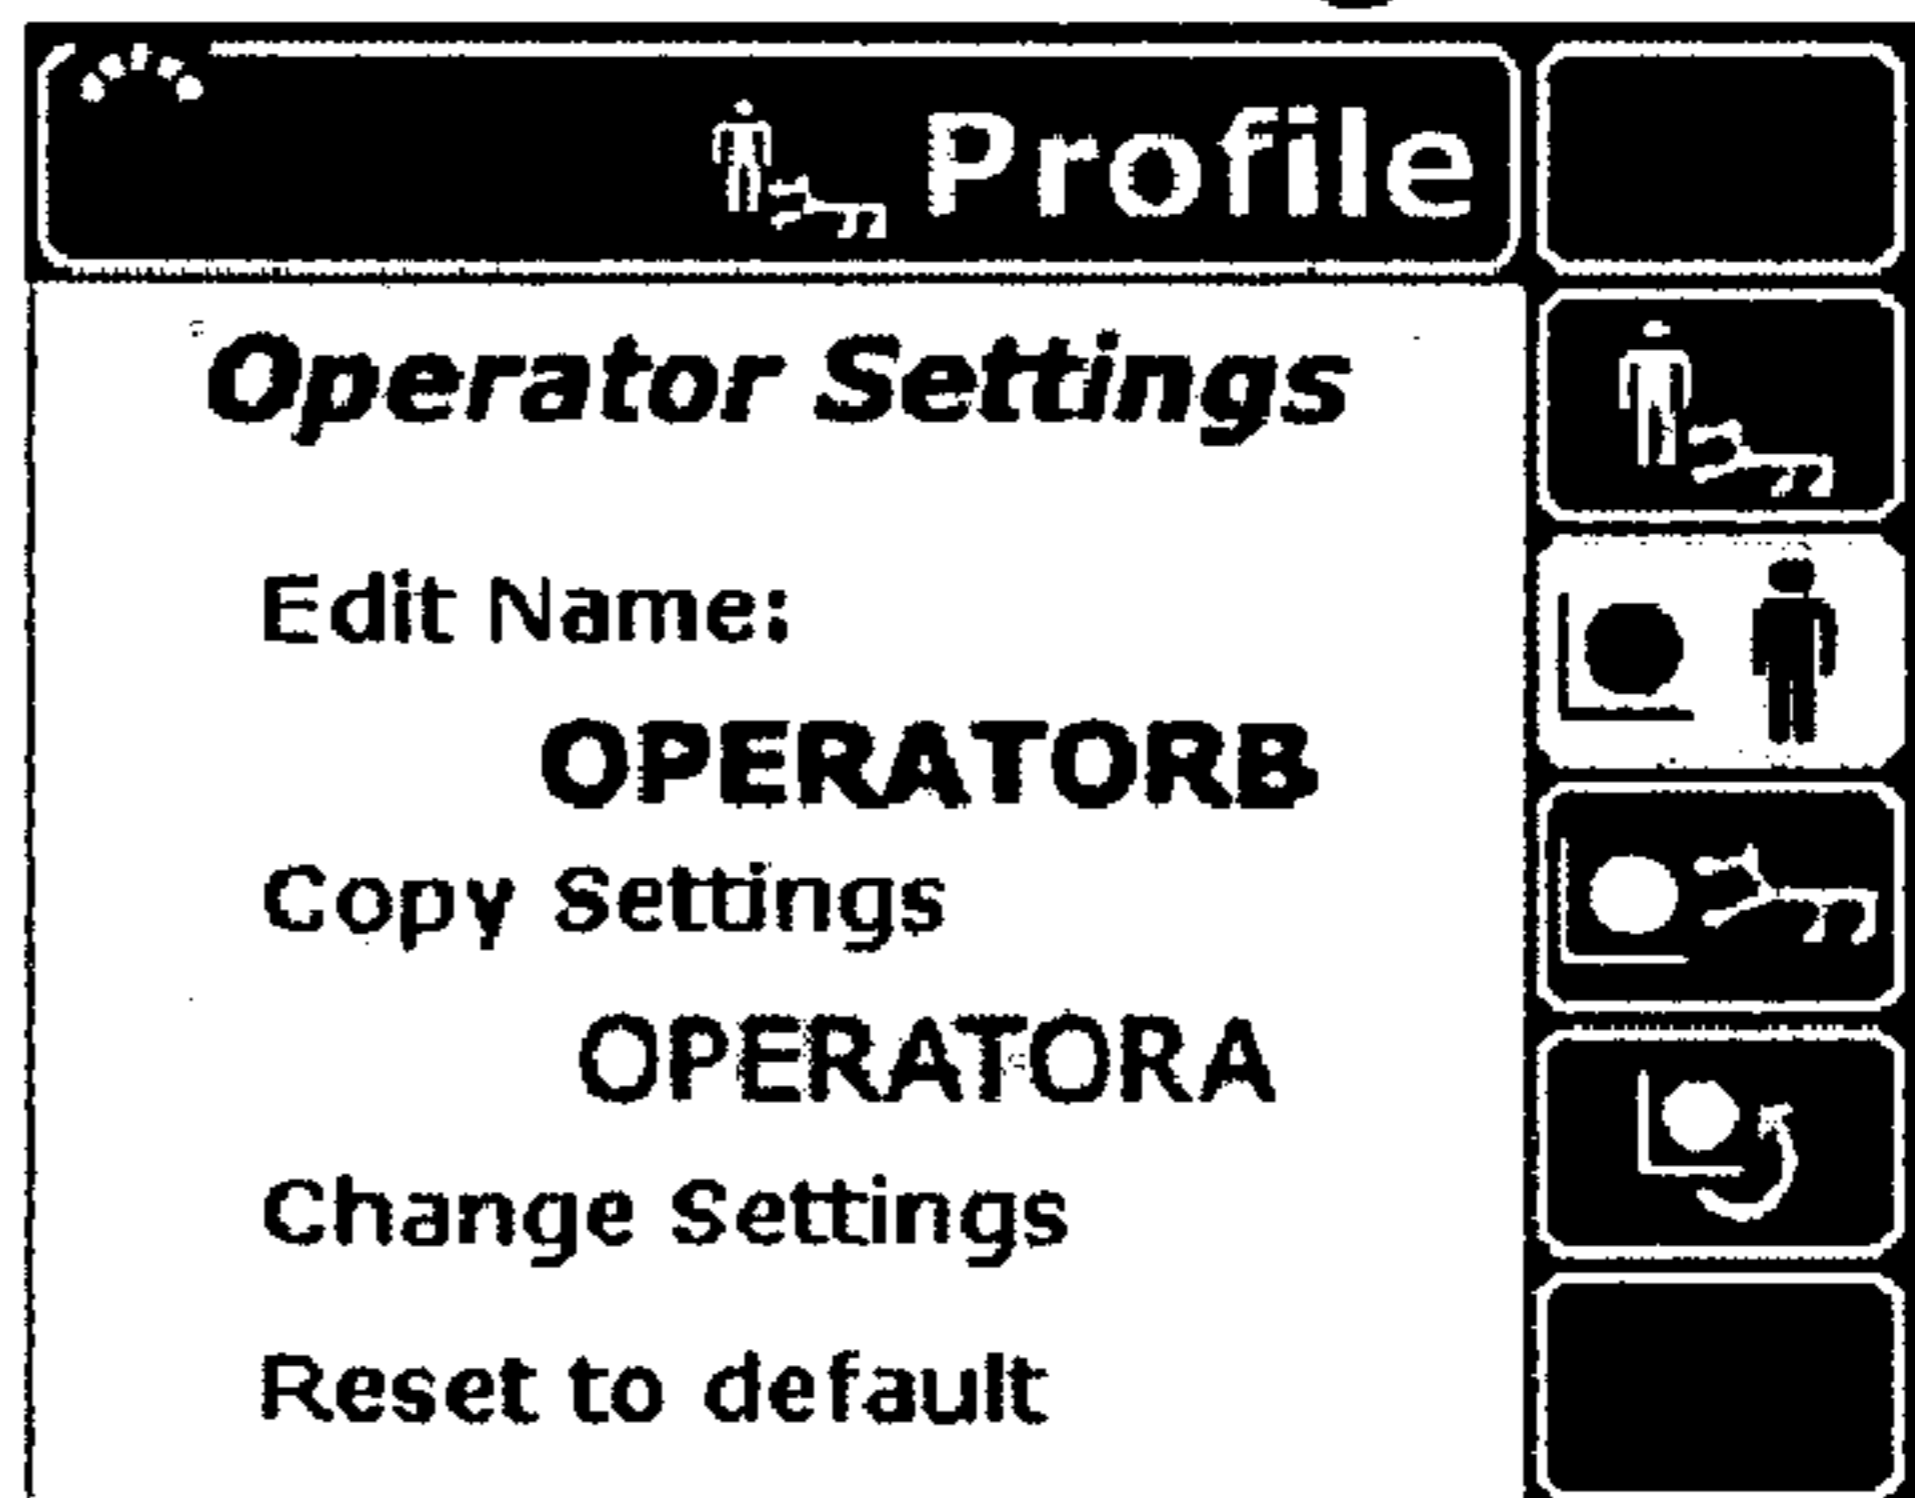 Profile
Operator Settings
Edit Name:
OPERATORB
Copy Settings
OPERATORA
Change Settings
Reset to default